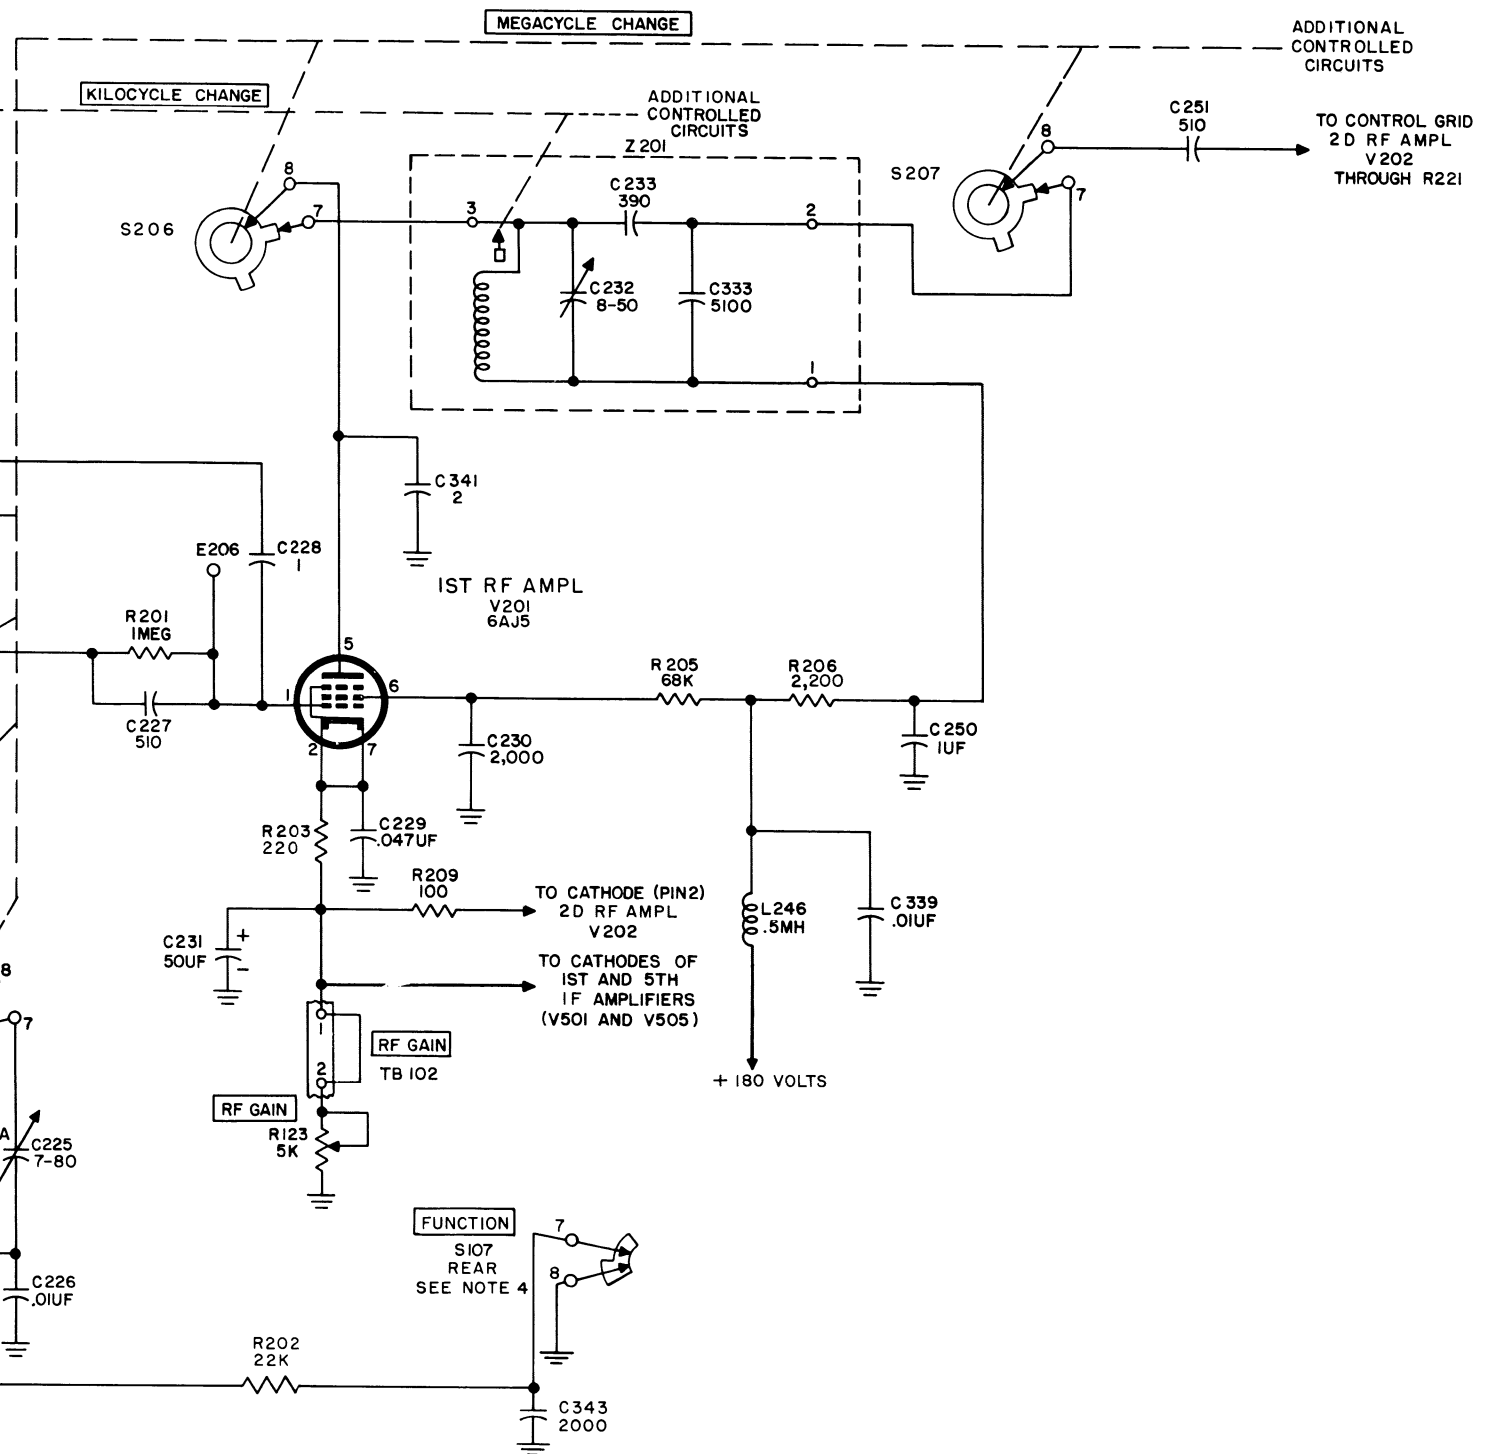 MEGACYCLE CHANGE
ADDITIONAL
CONTROLLED
CIRCUITS
KILOCYCLE CHANGE
ADDITIONAL
CONTROLLED
CIRCUITS
Z201
C251
510
8
TO CONTROL GRID
2D RF AMPL
V202
THROUGH R221
S207
7
8
S206
7
3
C233
390
2
C232
8-50
C333
5100
1
C341
2
E206
C228
1
1ST RF AMPL
V201
6AJ5
R201
1MEG
5
1
6
C227
510
2
7
R205
68K
R206
2,200
C230
2,000
C250
1UF
R203
220
C229
.047UF
R209
100
TO CATHODE (PIN2)
2D RF AMPL
V202
L246
.5MH
C339
.01UF
C231
50UF
+
-
TO CATHODES OF
1ST AND 5TH
IF AMPLIFIERS
(V501 AND V505)
8
7
1
2
RF GAIN
TB 102
+ 180 VOLTS
RF GAIN
R123
5K
A
C225
7-80
FUNCTION
S107
REAR
SEE NOTE 4
7
8
C226
.01UF
R202
22K
C343
2000